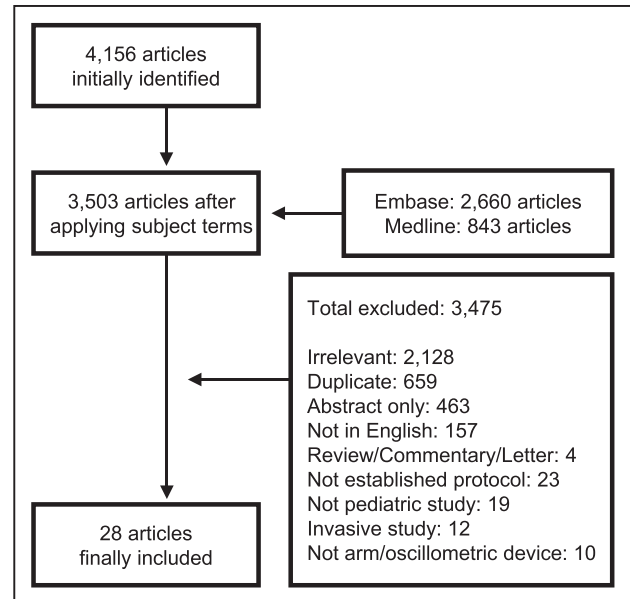 4,156 articles
initially identified
3,503 articles after
applying subject terms
Embase: 2,660 articles
Medline: 843 articles
Total excluded: 3,475
Irrelevant: 2,128
Duplicate: 659
Abstract only: 463
Not in English: 157
Review/Commentary/Letter: 4
Not established protocol: 23
Not pediatric study: 19
Invasive study: 12
Not arm/oscillometric device: 10
28 articles
finally included